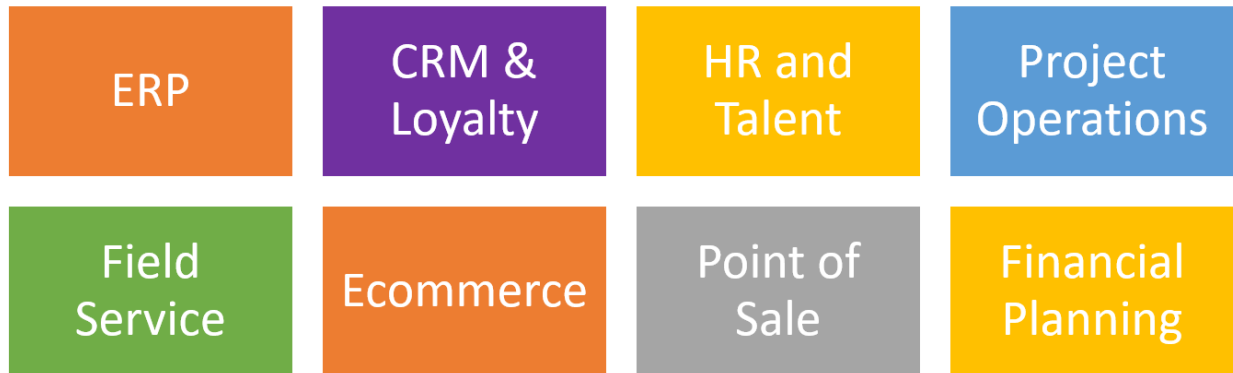 ERP
CRM &
Loyalty
HR and
Talent
Project
Operations
Field
Service
Ecommerce
Point of
Sale
Financial
Planning